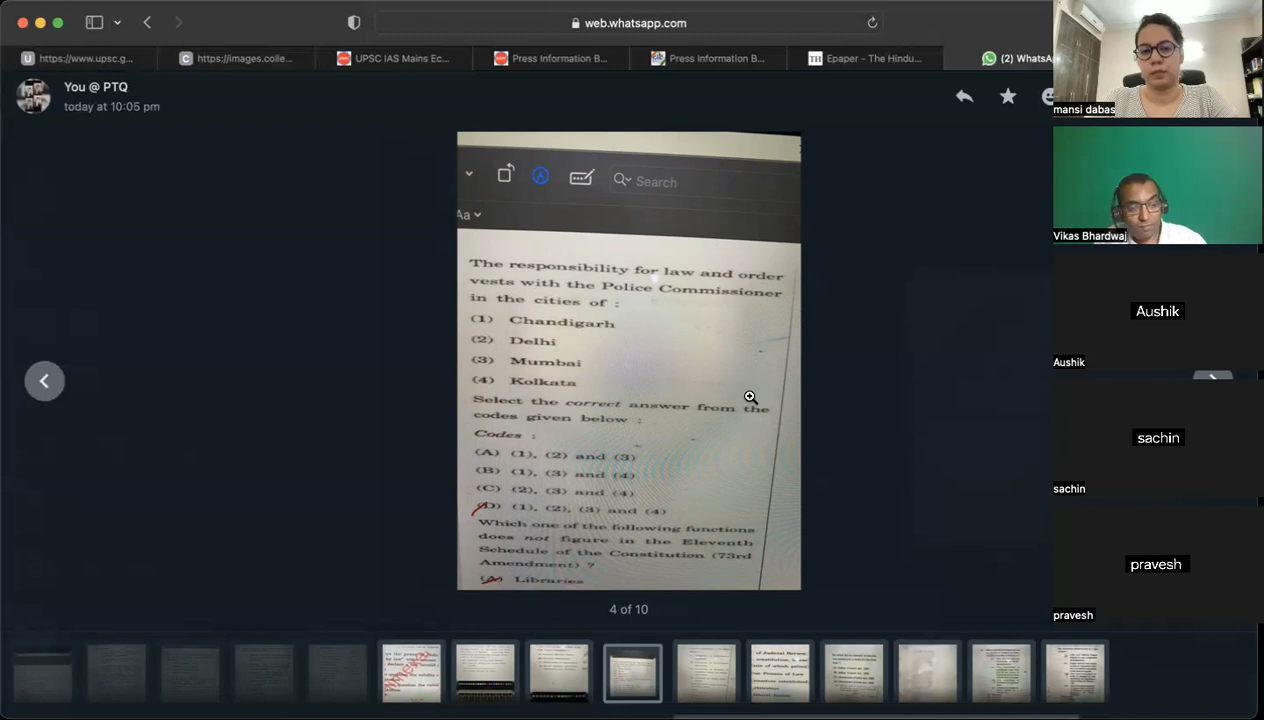 web.whatsapp.com
https://www.upsc.g...
https://images.colle...
UPSC IAS Mains Ec...
Press Information B...
Press Information B...
TH Epaper - The Hindu...
(2) WhatsA
You @ PTQ
today at 10:05 pm
Search
Aa
The responsibility for law and order
vests with the Police Commissioner
in the cities of :
(1) Chandigarh
(2) Delhi
(3) Mumbai
(4) Kolkata
Select the correct answer from the
codes given below :
Codes :
(A) (1), (2) and (3)
(B) (1), (3) and (4)
(C) (2), (3) and (4)
(D) (1), (2), (3) and (4)
Which one of the following functions
does not figure in the Eleventh
Schedule of the Constitution (73rd
Amendment) ?
(A) Libraries
4 of 10
mansi dabas
Vikas Bhardwaj
Aushik
Aushik
sachin
sachin
pravesh
pravesh